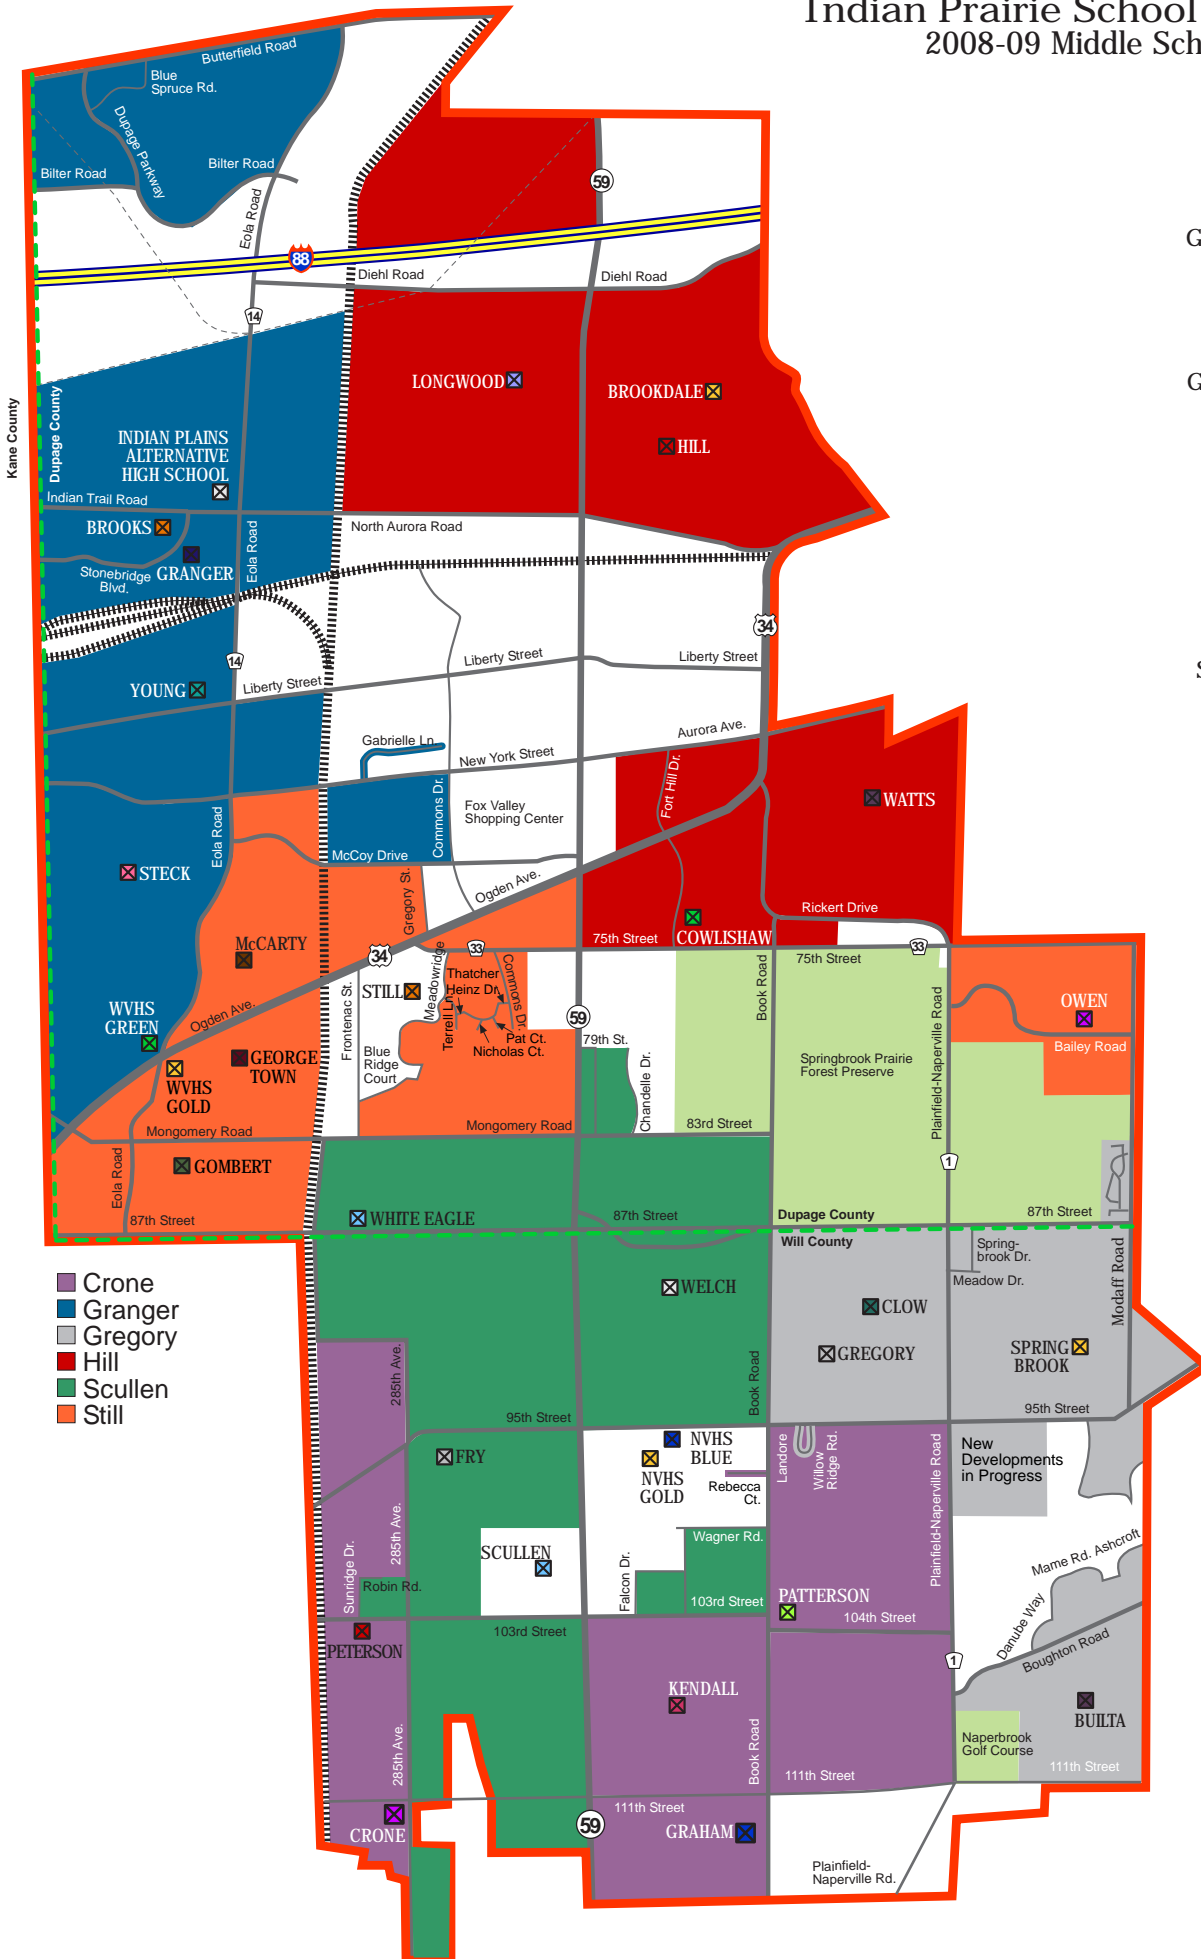 Indian Prairie School
2008-09 Middle Sch
Butterfield Road
Blue
Spruce Rd.
Dupage Parkway
Bilter Road
Bilter Road
Eola Road
59
G
88
Diehl Road
Diehl Road
14
G
Kane County
Dupage County
LONGWOOD
BROOKDALE
HILL
INDIAN PLAINS
ALTERNATIVE
HIGH SCHOOL
Indian Trail Road
BROOKS
North Aurora Road
Eola Road
Stonebridge
Blvd.
GRANGER
34
14
Liberty Street
Liberty Street
Liberty Street
S
YOUNG
Gabrielle Ln.
New York Street
Aurora Ave.
Fort Hill Dr.
WATTS
Commons Dr.
Fox Valley
Shopping Center
Eola Road
McCoy Drive
STECK
Gregory St.
Ogden Ave.
Rickert Drive
COWLISHAW
75th Street
McCARTY
34
33
33
75th Street
Book Road
Meadowridge
Thatcher
Heinz Dr.
Commons Dr.
STILL
Terrell Ln.
Pat Ct.
Nicholas Ct.
Frontenac St.
Blue
Ridge
Court
WVHS
GREEN
Ogden Ave.
59
79th St.
Chandelle Dr.
Springbrook Prairie
Forest Preserve
Plainfield-Naperville Road
OWEN
Bailey Road
WVHS
GOLD
GEORGE
TOWN
Mongomery Road
Mongomery Road
83rd Street
1
GOMBERT
Eola Road
87th Street
WHITE EAGLE
87th Street
Dupage County
87th Street
Will County
Spring-
brook Dr.
Meadow Dr.
Modaff Road
Crone
Granger
Gregory
Hill
Scullen
Still
WELCH
CLOW
GREGORY
SPRING
BROOK
285th Ave.
Book Road
95th Street
95th Street
FRY
NVHS
BLUE
NVHS
GOLD
Rebecca
Ct.
Landore
Willow
Ridge Rd.
Plainfield-Naperville Road
New
Developments
in Progress
285th Ave.
Sunridge Dr.
Robin Rd.
SCULLEN
Falcon Dr.
Wagner Rd.
103rd Street
PATTERSON
104th Street
Mame Rd. Ashcroft
Danube Way
Boughton Road
PETERSON
103rd Street
1
KENDALL
BUILTA
285th Ave.
Book Road
111th Street
Naperbrook
Golf Course
111th Street
CRONE
59
111th Street
GRAHAM
Plainfield-
Naperville Rd.